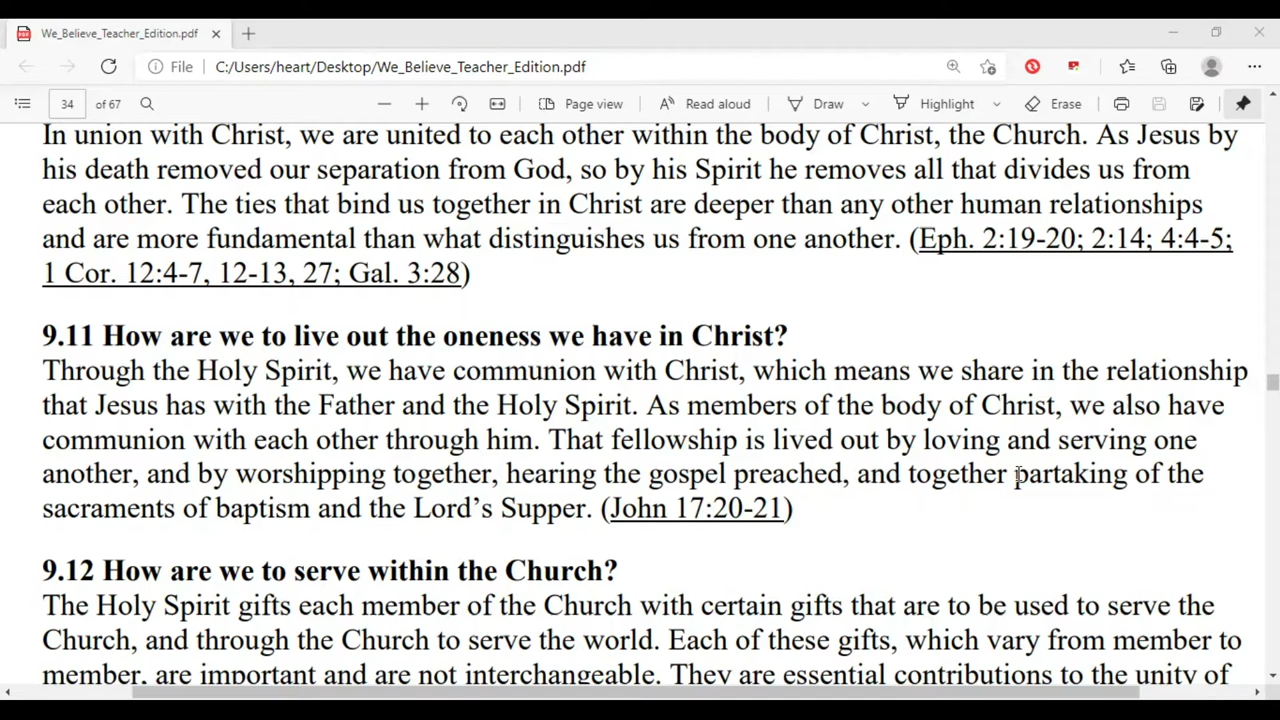 We_Believe_Teacher_Edition.pdf
File C:/Users/heart/Desktop/We_Believe_Teacher_Edition.pdf
34 of 67 Page view Read aloud Draw Highlight Erase
In union with Christ, we are united to each other within the body of Christ, the Church. As Jesus by
his death removed our separation from God, so by his Spirit he removes all that divides us from
each other. The ties that bind us together in Christ are deeper than any other human relationships
and are more fundamental than what distinguishes us from one another. (Eph. 2:19-20; 2:14; 4:4-5;
1 Cor. 12:4-7, 12-13, 27; Gal. 3:28)
9.11 How are we to live out the oneness we have in Christ?
Through the Holy Spirit, we have communion with Christ, which means we share in the relationship
that Jesus has with the Father and the Holy Spirit. As members of the body of Christ, we also have
communion with each other through him. That fellowship is lived out by loving and serving one
another, and by worshipping together, hearing the gospel preached, and together partaking of the
sacraments of baptism and the Lord’s Supper. (John 17:20-21)
9.12 How are we to serve within the Church?
The Holy Spirit gifts each member of the Church with certain gifts that are to be used to serve the
Church, and through the Church to serve the world. Each of these gifts, which vary from member to
member, are important and are not interchangeable. They are essential contributions to the unity of